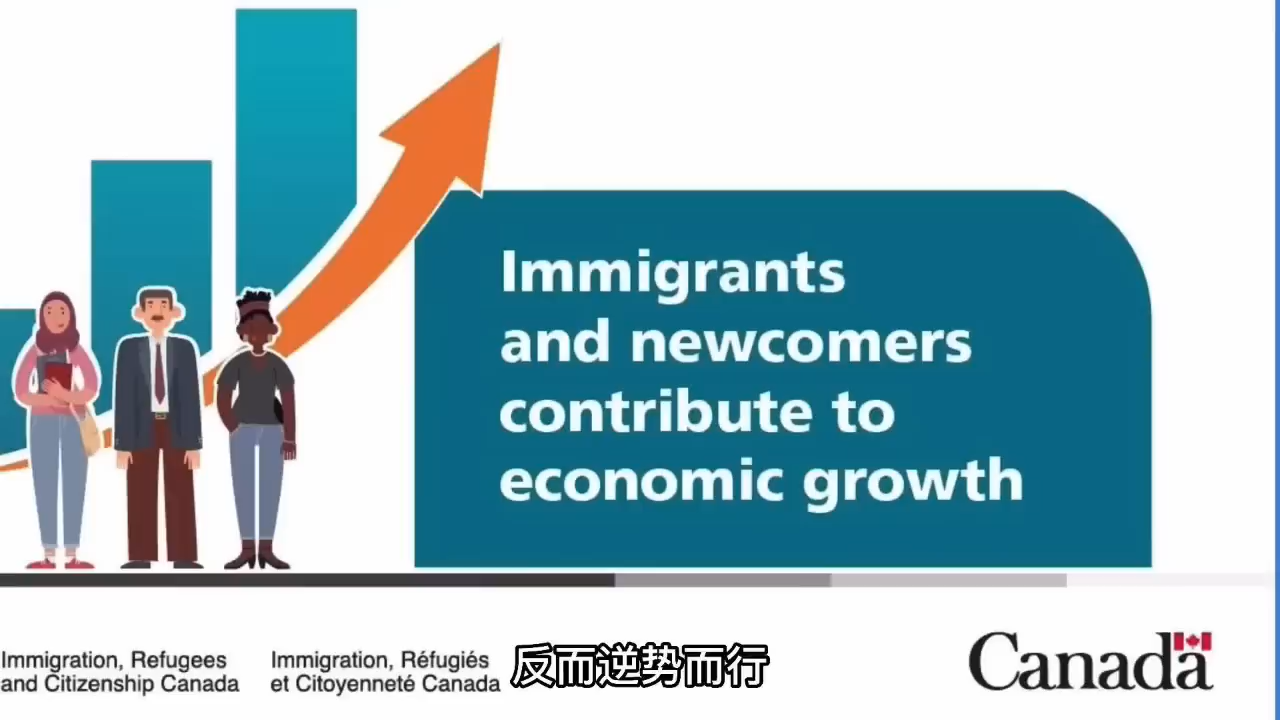 Immigrants
and newcomers
contribute to
economic growth
Immigration, Refugees
and Citizenship Canada
Immigration, Réfugiés
et Citoyenneté Canada
反而逆势而行
Canada